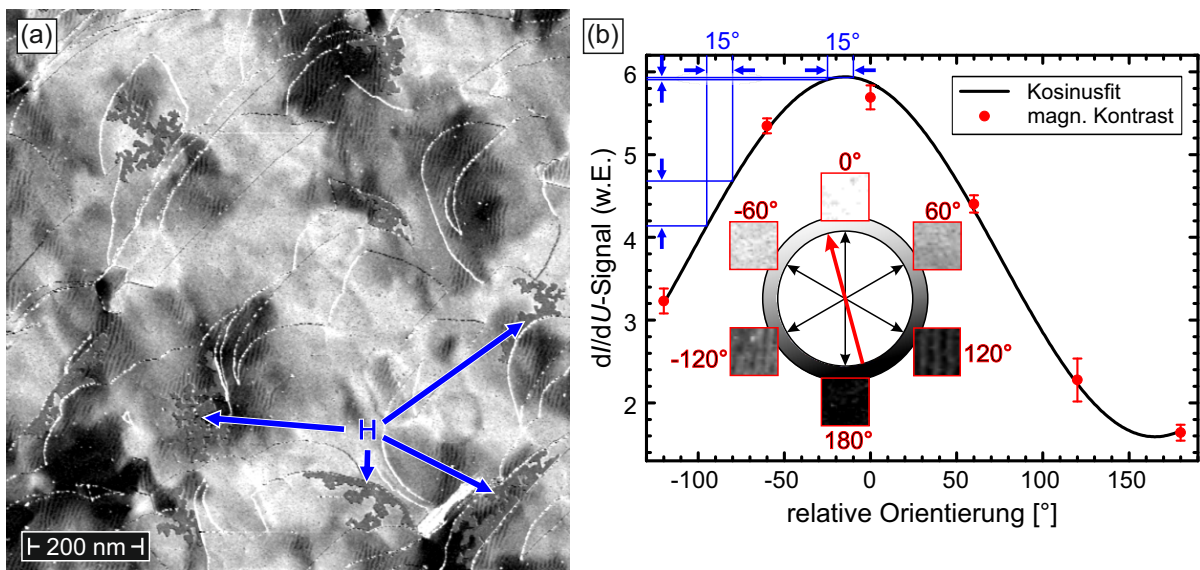 (a)
H
200 nm
(b)
15° 15°
6
5
4
3
2
dI/dU-Signal (w.E.)
Kosinusfit
magn. Kontrast
0°
-60° 60°
-120° 120°
180°
-100 -50 0 50 100 150
relative Orientierung [°]